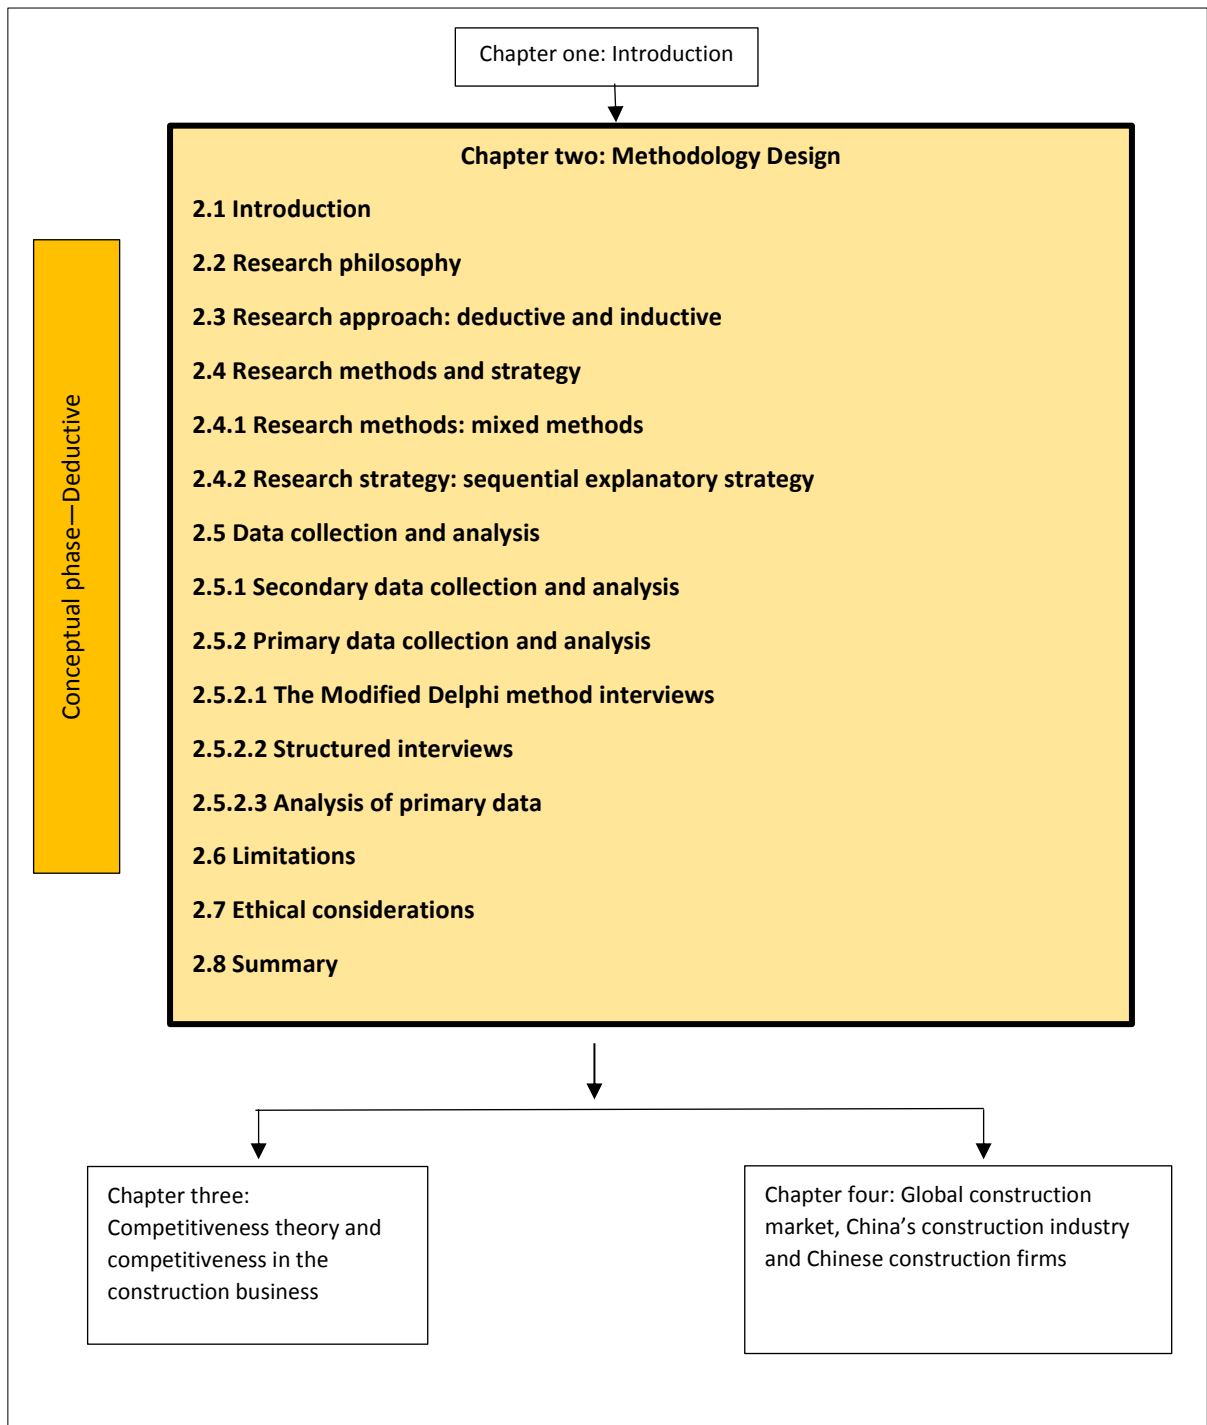 Chapter one: Introduction
Chapter two: Methodology Design
2.1 Introduction
2.2 Research philosophy
2.3 Research approach: deductive and inductive
2.4 Research methods and strategy
2.4.1 Research methods: mixed methods
2.4.2 Research strategy: sequential explanatory strategy
2.5 Data collection and analysis
2.5.1 Secondary data collection and analysis
2.5.2 Primary data collection and analysis
2.5.2.1 The Modified Delphi method interviews
2.5.2.2 Structured interviews
2.5.2.3 Analysis of primary data
2.6 Limitations
2.7 Ethical considerations
2.8 Summary
Conceptual phase—Deductive
Chapter three:
Competitiveness theory and
competitiveness in the
construction business
Chapter four: Global construction
market, China’s construction industry
and Chinese construction firms